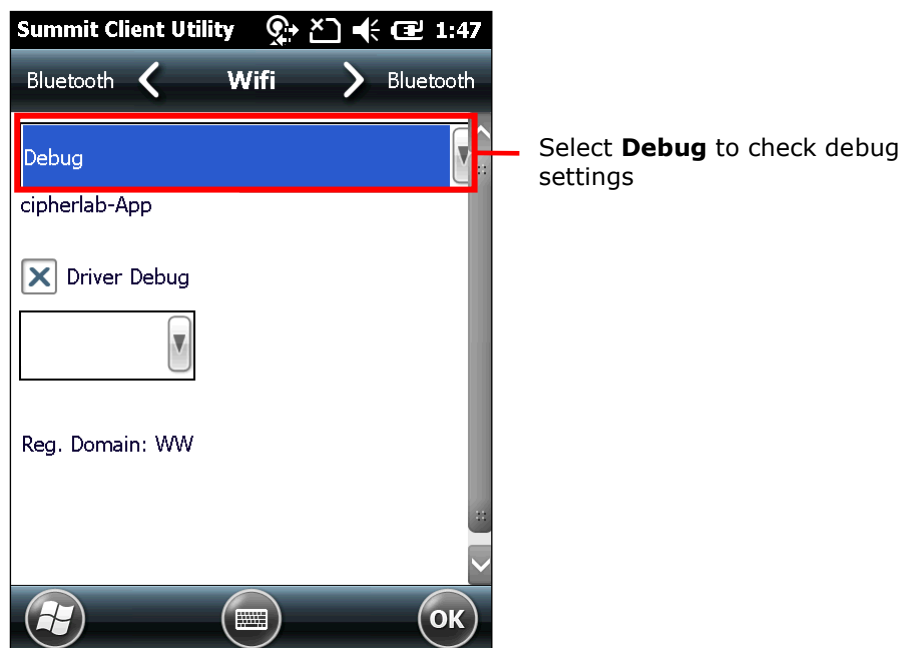 Summit Client Utility 1:47
Bluetooth Wifi Bluetooth
Debug
Select Debug to check debug
settings
cipherlab-App
Driver Debug
Reg. Domain: WW
OK